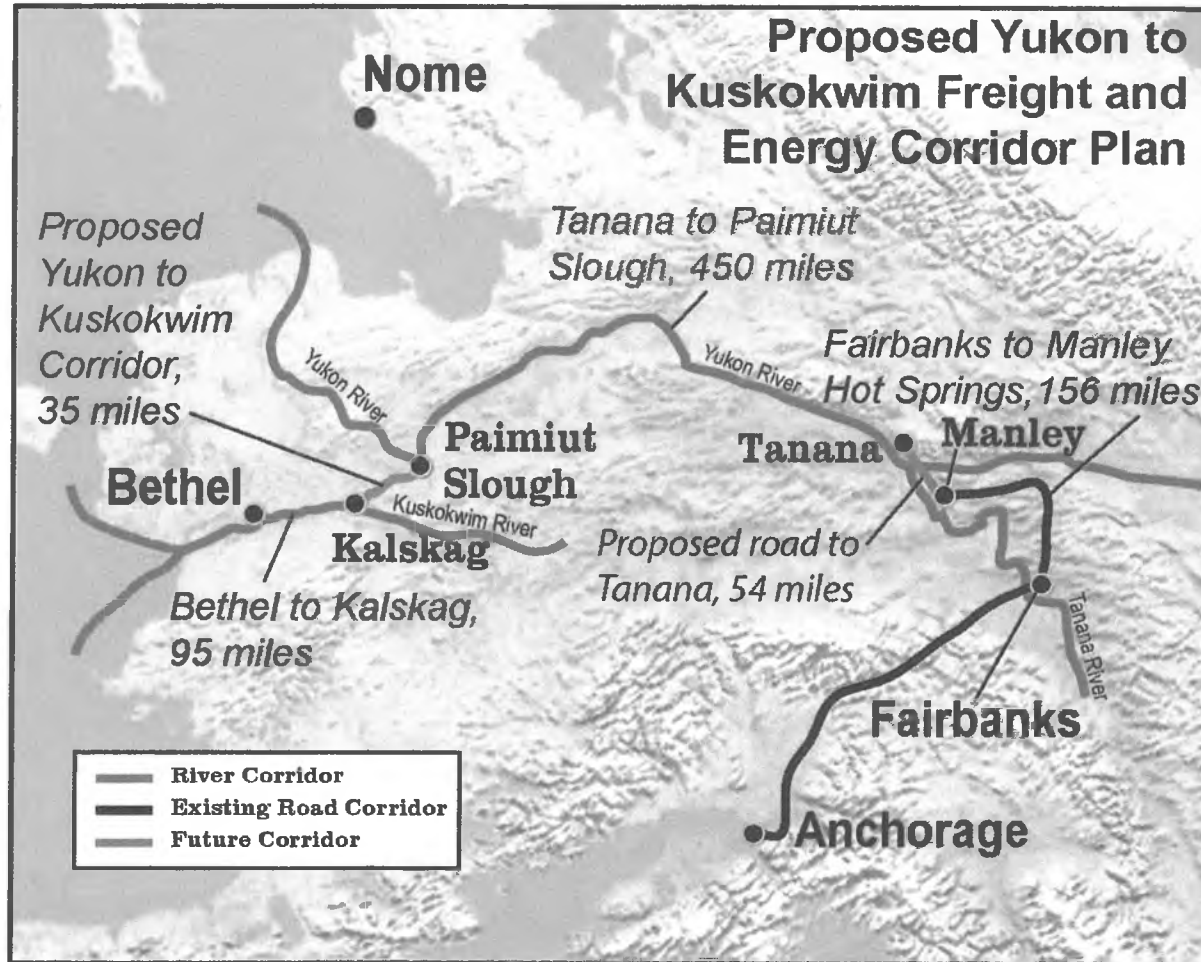 Proposed Yukon to
Kuskokwim Freight and
Energy Corridor Plan
Nome
Proposed
Yukon to
Kuskokwim
Corridor,
35 miles
Tanana to Paimiut
Slough, 450 miles
Yukon River
Yukon River
Fairbanks to Manley
Hot Springs, 156 miles
Tanana
Manley
Paimiut
Slough
Bethel
Kalskag
Kuskokwim River
Proposed road to
Tanana, 54 miles
Bethel to Kalskag,
95 miles
Tanana River
Fairbanks
Anchorage
River Corridor
Existing Road Corridor
Future Corridor